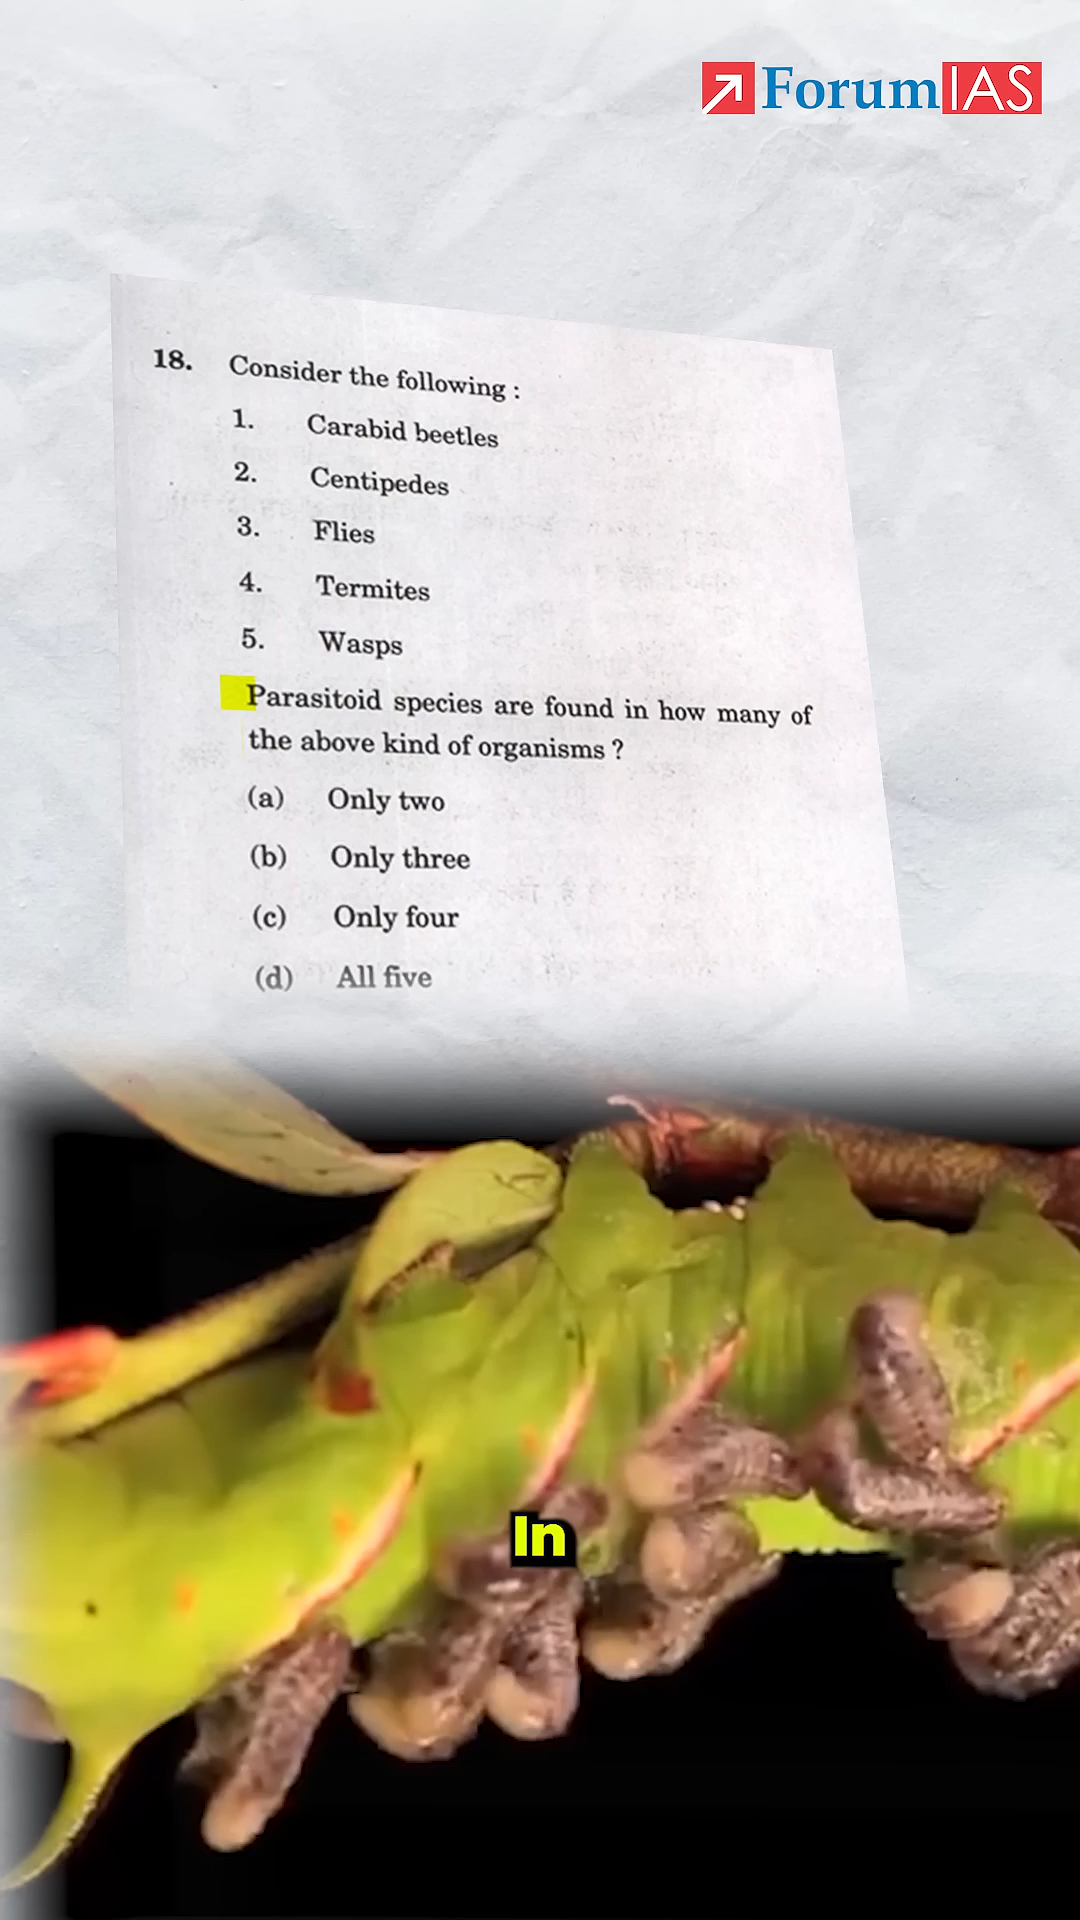 ForumIAS
18. Consider the following :
1. Carabid beetles
2. Centipedes
3. Flies
4. Termites
5. Wasps
Parasitoid species are found in how many of
the above kind of organisms ?
(a) Only two
(b) Only three
(c) Only four
(d) All five
In